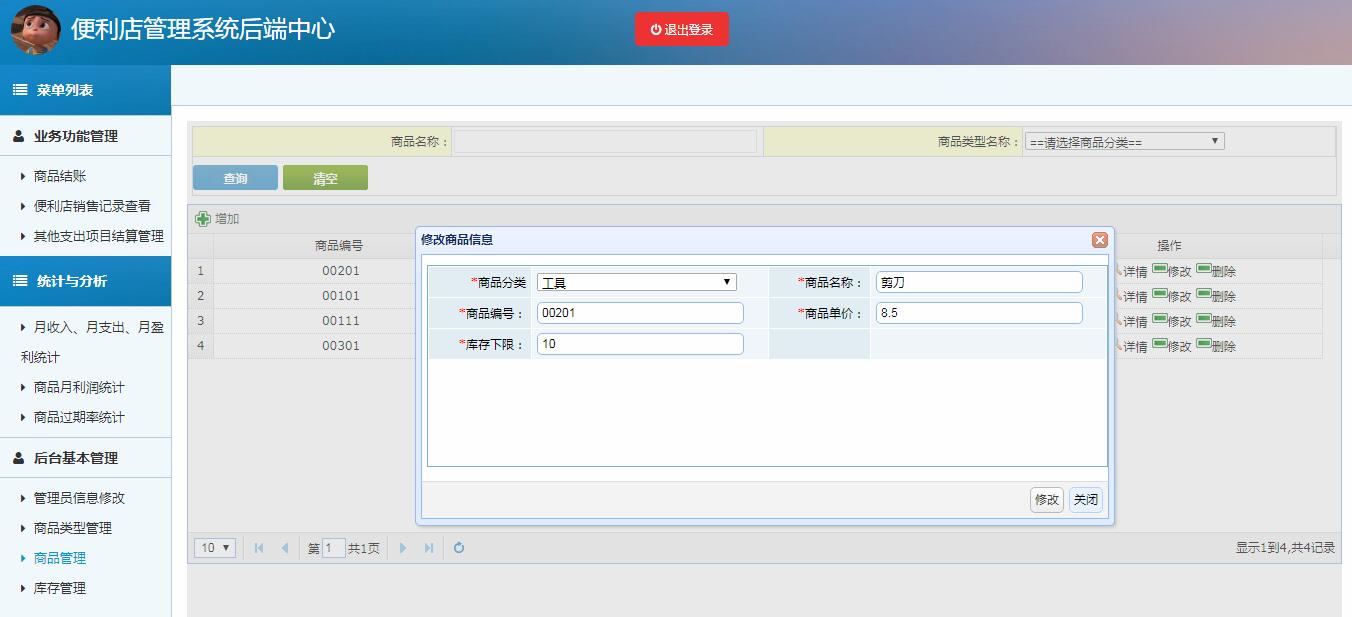 便利店管理系统后端中心
退出登录
菜单列表
业务功能管理
商品结账
便利店销售记录查看
其他支出项目结算管理
统计与分析
月收入、月支出、月盈
利统计
商品月利润统计
商品过期率统计
后台基本管理
管理员信息修改
商品类型管理
商品管理
库存管理
商品名称： 商品类型名称： ==请选择商品分类==
查询 清空
增加
商品编号 操作
1 00201 详情 修改 删除
2 00101 详情 修改 删除
3 00111 详情 修改 删除
4 00301 详情 修改 删除
修改商品信息
*商品分类 工具 *商品名称： 剪刀
*商品编号： 00201 *商品单价： 8.5
*库存下限： 10
修改 关闭
10 第 1 共1页 显示1到4,共4记录